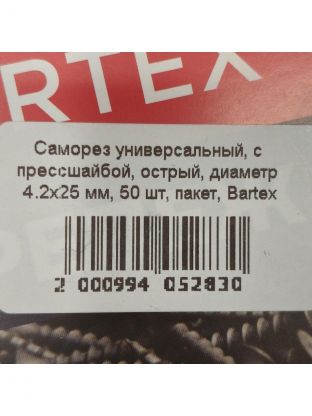 RTEX
Саморез универсальный, с
прессшайбой, острый, диаметр
4.2x25 мм, 50 шт, пакет, Bartex
2 000994 052830